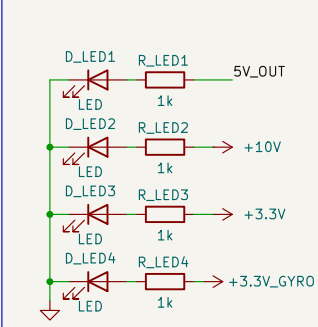 D_LED1 R_LED1
5V_OUT
LED 1k
D_LED2 R_LED2
+10V
LED 1k
D_LED3 R_LED3
+3.3V
LED 1k
D_LED4 R_LED4
+3.3V_GYRO
LED 1k